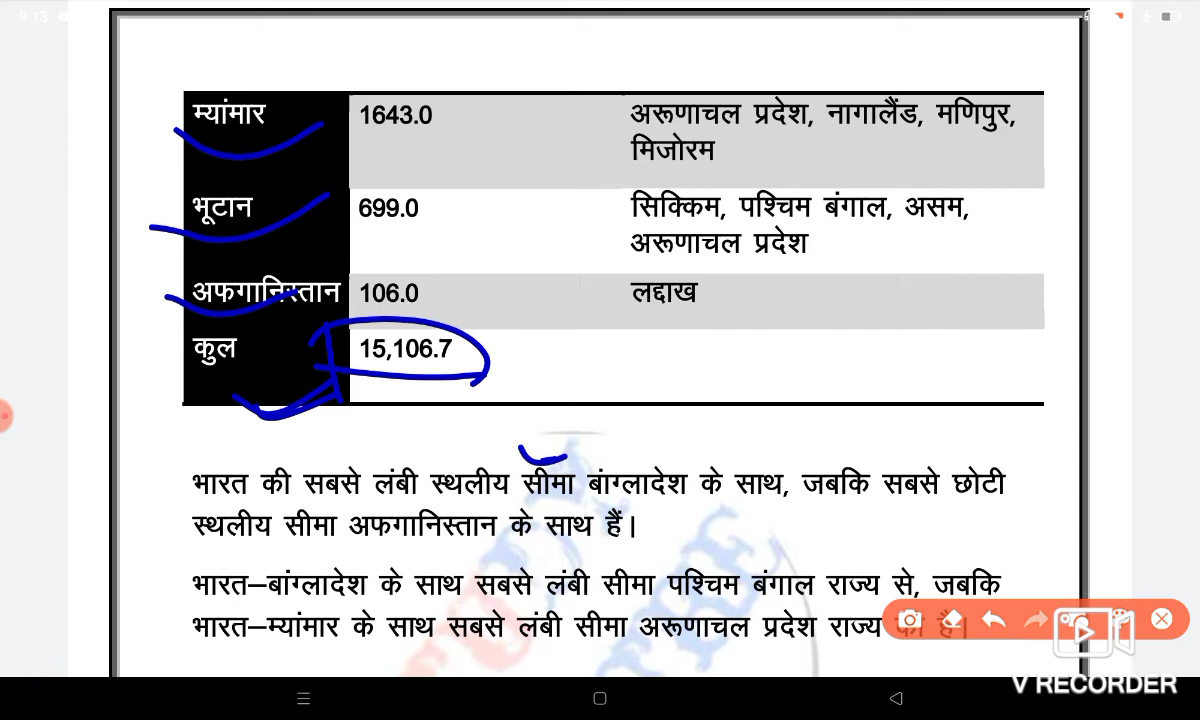 9:13
म्यांमार 1643.0 अरूणाचल प्रदेश, नागालैंड, मणिपुर,
मिजोरम
भूटान 699.0 सिक्किम, पश्चिम बंगाल, असम,
अरूणाचल प्रदेश
अफगानिस्तान 106.0 लद्दाख
कुल 15,106.7
भारत की सबसे लंबी स्थलीय सीमा बांग्लादेश के साथ, जबकि सबसे छोटी
स्थलीय सीमा अफगानिस्तान के साथ हैं।
भारत–बांग्लादेश के साथ सबसे लंबी सीमा पश्चिम बंगाल राज्य से, जबकि
भारत–म्यांमार के साथ सबसे लंबी सीमा अरूणाचल प्रदेश राज्य
V RECORDER